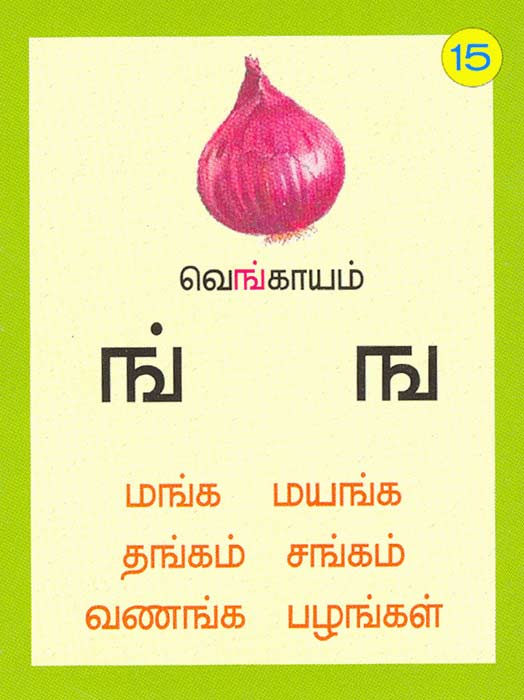 15
வெங்காயம்
ங் ங
மங்க மயங்க
தங்கம் சங்கம்
வணங்க பழங்கள்